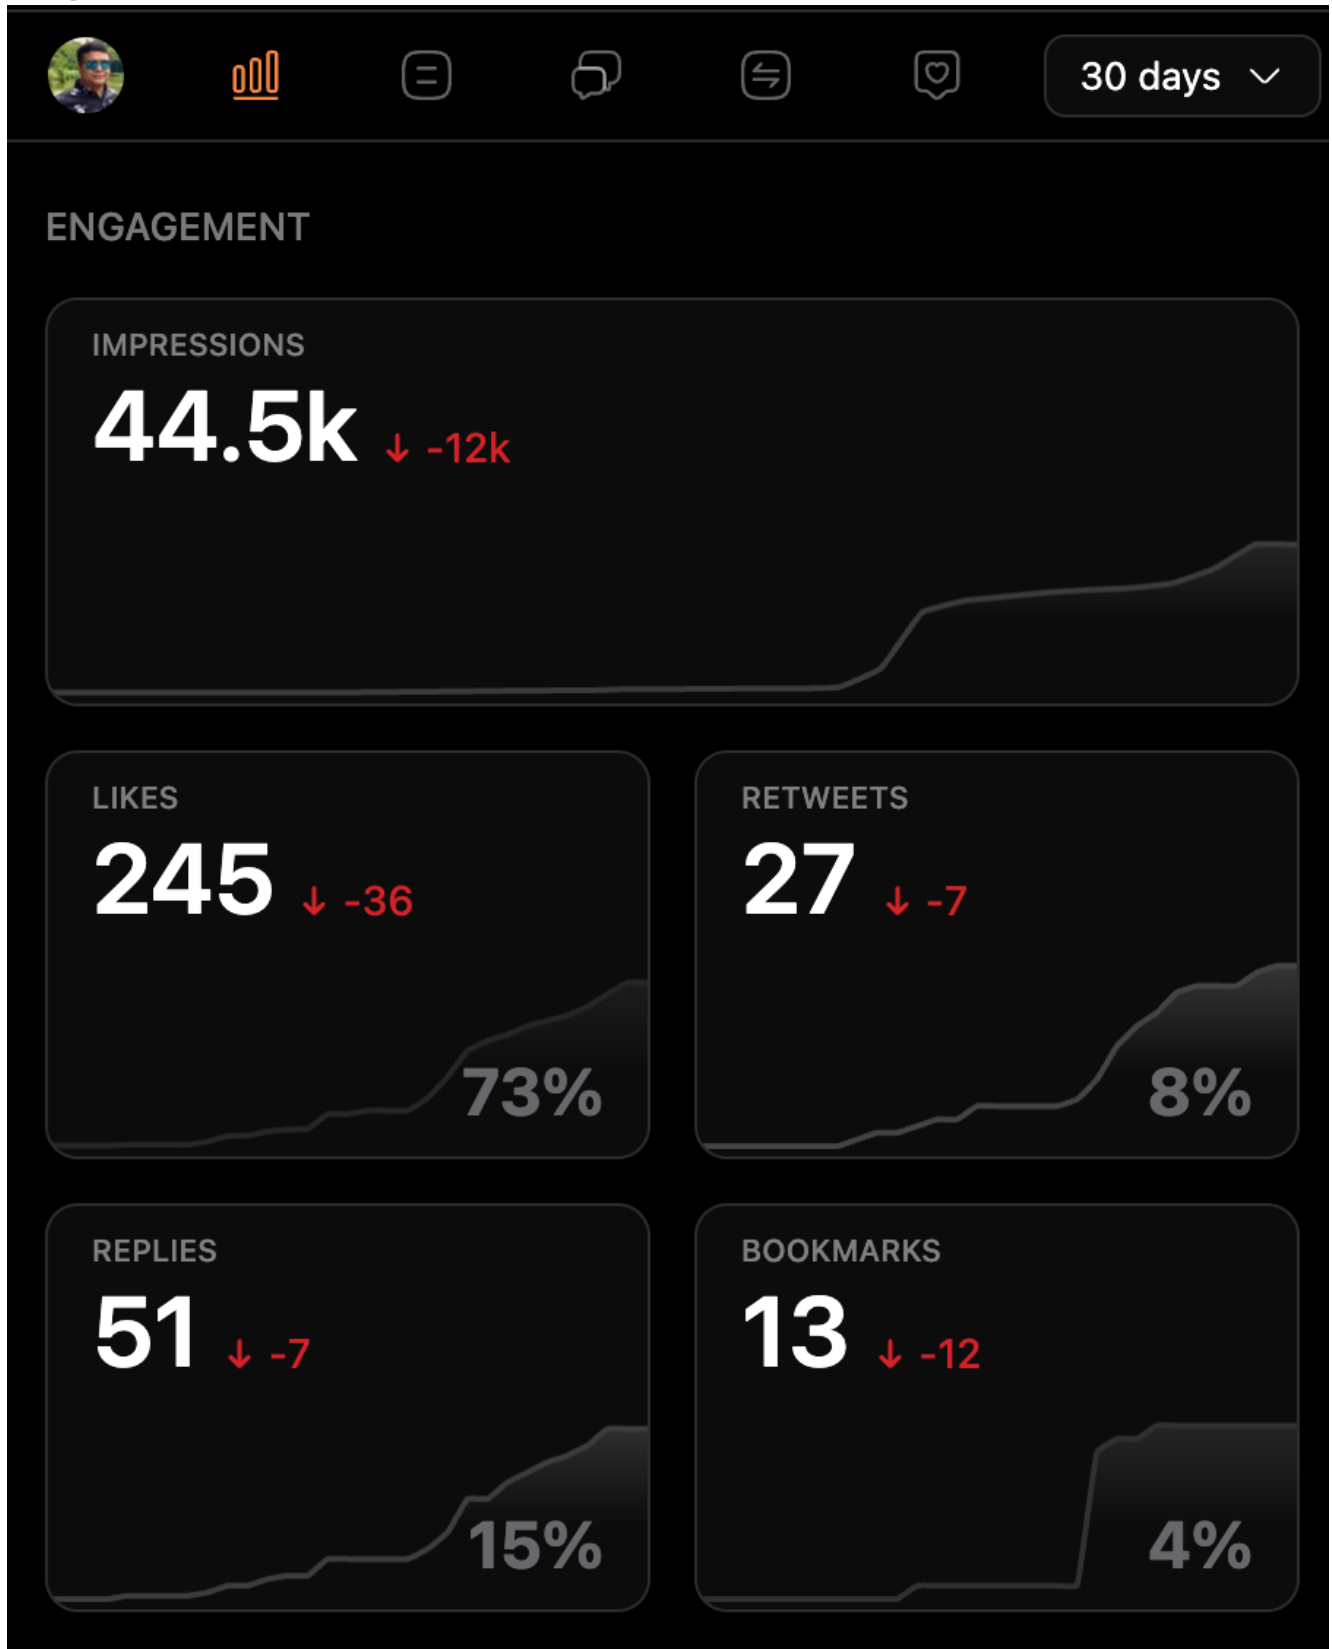 30 days
ENGAGEMENT
IMPRESSIONS
44.5k ↓ -12k
LIKES
245 ↓ -36
73%
RETWEETS
27 ↓ -7
8%
REPLIES
51 ↓ -7
15%
BOOKMARKS
13 ↓ -12
4%